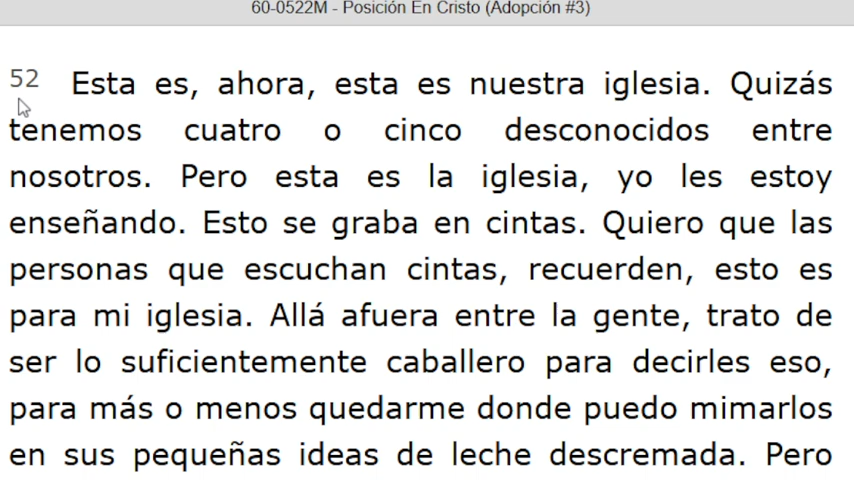 60-0522M - Posición En Cristo (Adopción #3)
52 Esta es, ahora, esta es nuestra iglesia. Quizás
tenemos cuatro o cinco desconocidos entre
nosotros. Pero esta es la iglesia, yo les estoy
enseñando. Esto se graba en cintas. Quiero que las
personas que escuchan cintas, recuerden, esto es
para mi iglesia. Allá afuera entre la gente, trato de
ser lo suficientemente caballero para decirles eso,
para más o menos quedarme donde puedo mimarlos
en sus pequeñas ideas de leche descremada. Pero